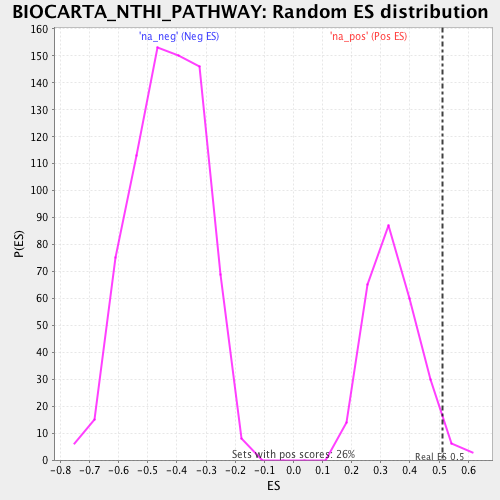 BIOCARTA_NTHI_PATHWAY: Random ES distribution
'na_neg' (Neg ES)
'na_pos' (Pos ES)
160
150
140
130
120
110
100
90
80
70
60
50
40
30
20
10
0
P(ES)
Sets with pos scores: 26%
Real ES 0.5
-0.8 -0.7 -0.6 -0.5 -0.4 -0.3 -0.2 -0.1 0.0 0.1 0.2 0.3 0.4 0.5 0.6
ES